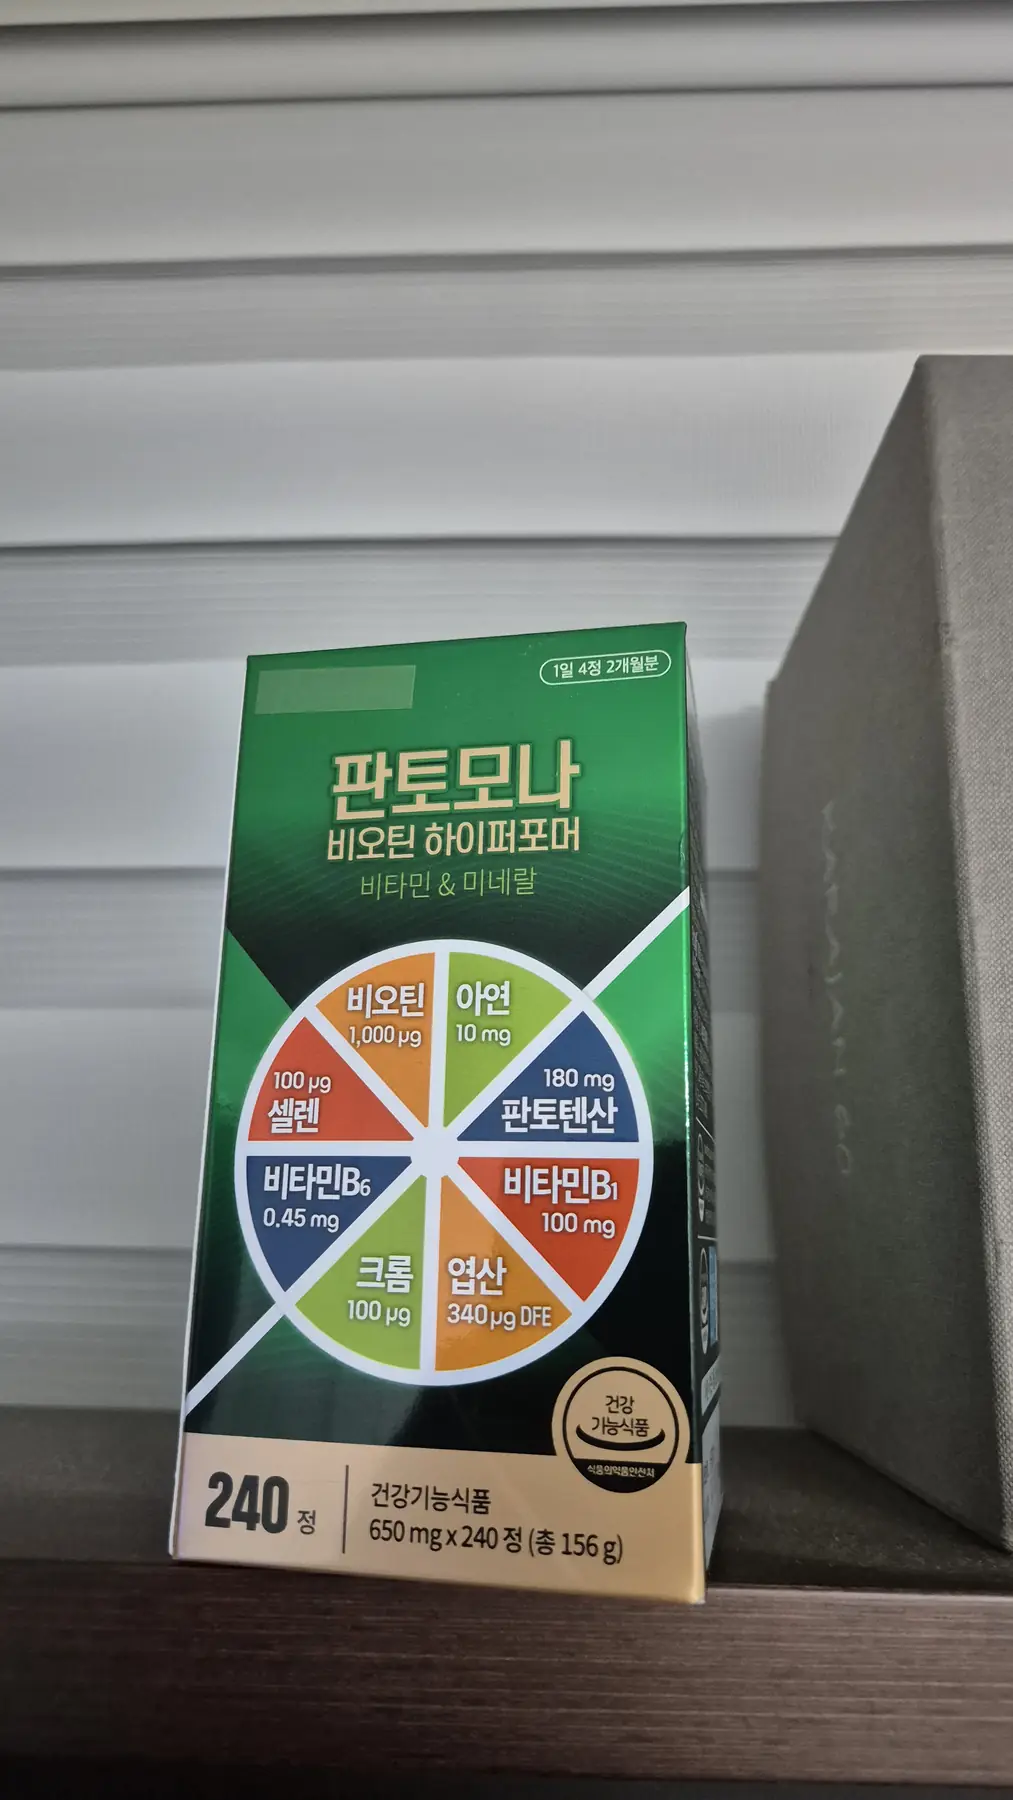 1일 4정 2개월분
판토모나
비오틴 하이퍼포머
비타민 & 미네랄
비오틴
1,000 µg
아연
10 mg
100 µg
셀렌
180 mg
판토텐산
비타민B6
0.45 mg
비타민B1
100 mg
크롬
100 µg
엽산
340 µg DFE
건강
기능식품
식품의약품안전처
240 정
건강기능식품
650 mg x 240 정 (총 156 g)